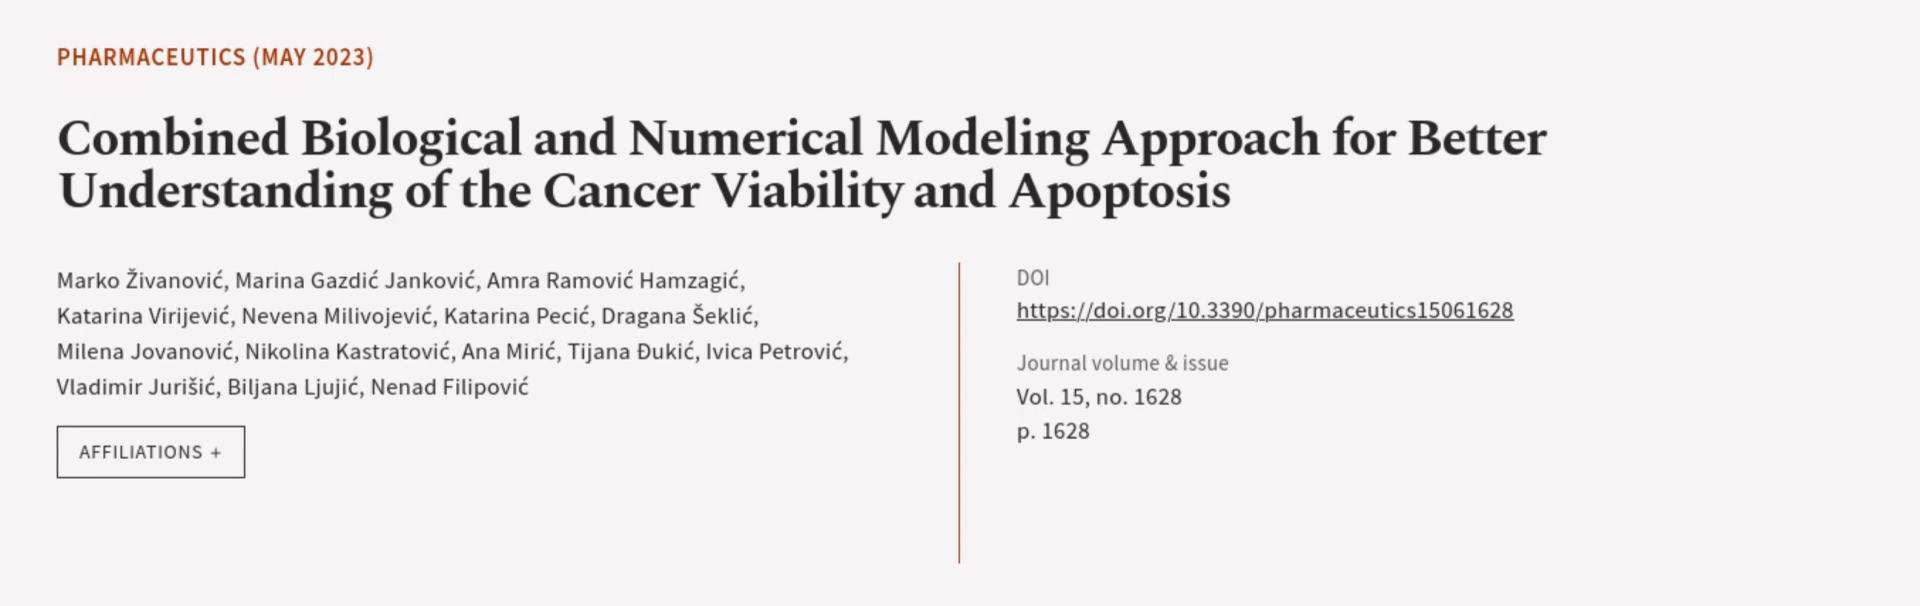 PHARMACEUTICS (MAY 2023)
Combined Biological and Numerical Modeling Approach for Better
Understanding of the Cancer Viability and Apoptosis
Marko Živanović, Marina Gazdić Janković, Amra Ramović Hamzagić,
Katarina Virijević, Nevena Milivojević, Katarina Pecić, Dragana Šeklić,
Milena Jovanović, Nikolina Kastratović, Ana Mirić, Tijana Đukić, Ivica Petrović,
Vladimir Jurišić, Biljana Ljujić, Nenad Filipović
AFFILIATIONS +
DOI
https://doi.org/10.3390/pharmaceutics15061628
Journal volume & issue
Vol. 15, no. 1628
p. 1628